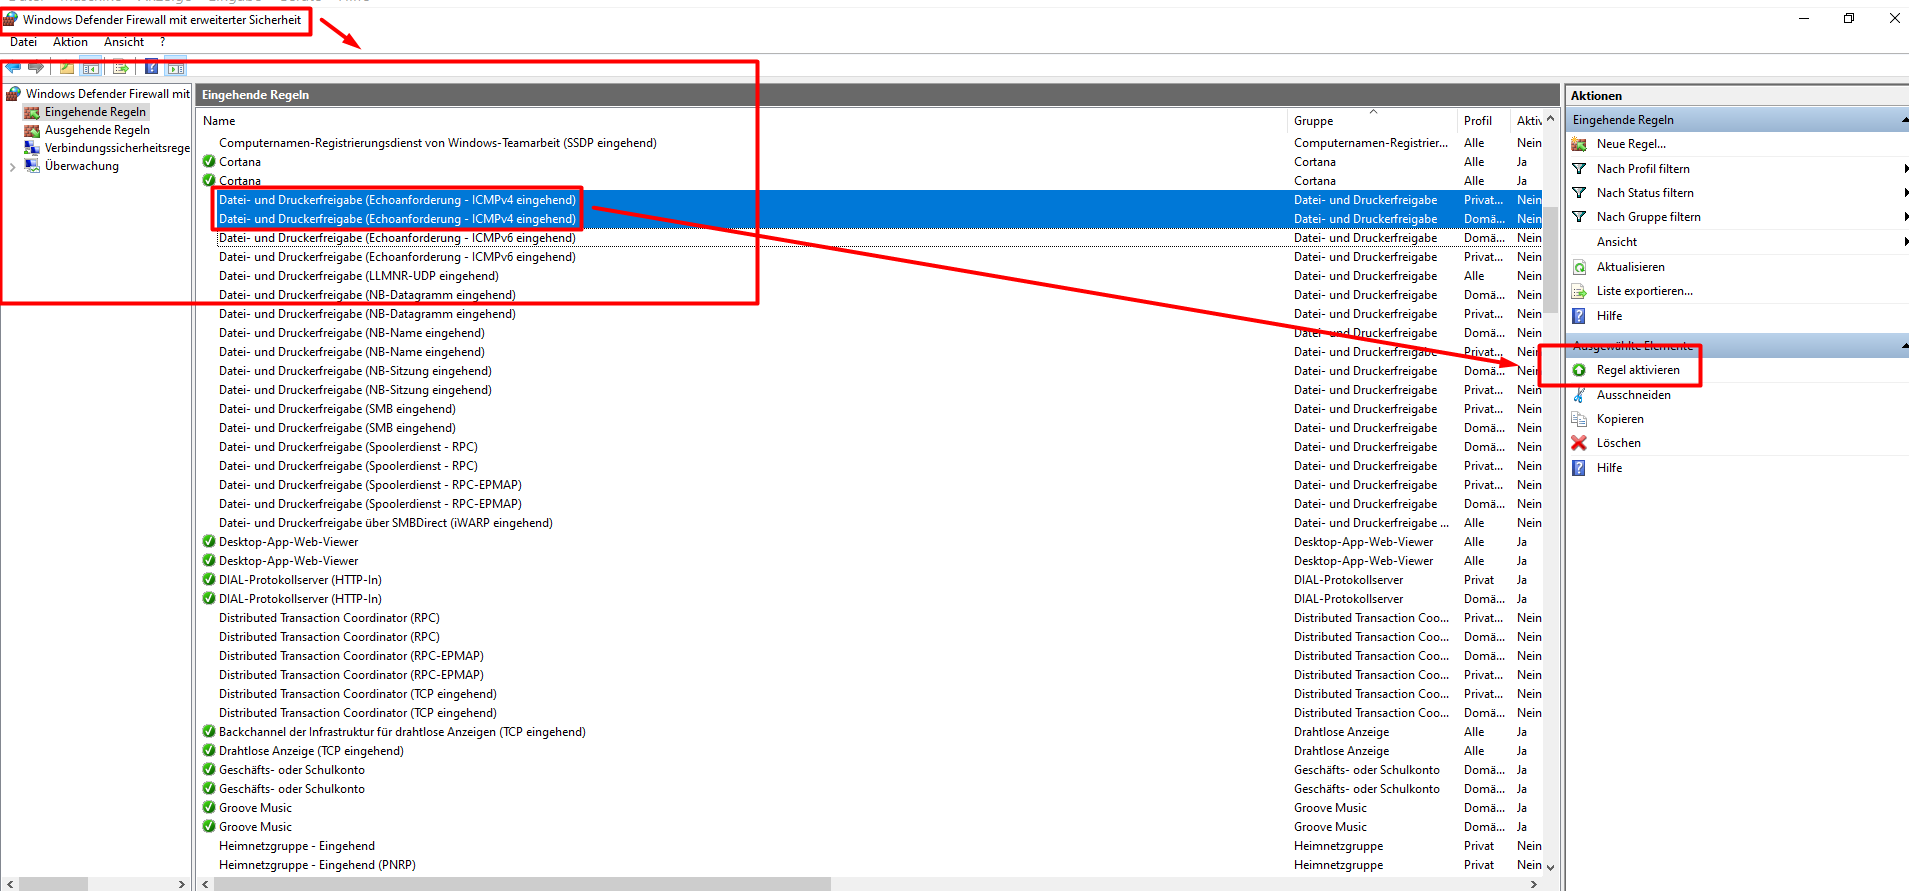 Windows Defender Firewall mit erweiterter Sicherheit
Datei Aktion Ansicht ?
Windows Defender Firewall mit
Eingehende Regeln
Ausgehende Regeln
Verbindungssicherheitsrege
Überwachung
Eingehende Regeln
Name Gruppe Profil Aktiv
Computernamen-Registrierungsdienst von Windows-Teamarbeit (SSDP eingehend) Computernamen-Registrier... Alle Nein
Cortana Cortana Alle Ja
Cortana Cortana Alle Ja
Datei- und Druckerfreigabe (Echoanforderung - ICMPv4 eingehend) Datei- und Druckerfreigabe Privat... Nein
Datei- und Druckerfreigabe (Echoanforderung - ICMPv4 eingehend) Datei- und Druckerfreigabe Domä... Nein
Datei- und Druckerfreigabe (Echoanforderung - ICMPv6 eingehend) Datei- und Druckerfreigabe Domä... Nein
Datei- und Druckerfreigabe (Echoanforderung - ICMPv6 eingehend) Datei- und Druckerfreigabe Privat... Nein
Datei- und Druckerfreigabe (LLMNR-UDP eingehend) Datei- und Druckerfreigabe Alle Nein
Datei- und Druckerfreigabe (NB-Datagramm eingehend) Datei- und Druckerfreigabe Domä... Nein
Datei- und Druckerfreigabe (NB-Datagramm eingehend) Datei- und Druckerfreigabe Privat... Nein
Datei- und Druckerfreigabe (NB-Name eingehend) Datei- und Druckerfreigabe Domä... Nein
Datei- und Druckerfreigabe (NB-Name eingehend) Datei- und Druckerfreigabe Privat... Nein
Datei- und Druckerfreigabe (NB-Sitzung eingehend) Datei- und Druckerfreigabe Domä... Nein
Datei- und Druckerfreigabe (NB-Sitzung eingehend) Datei- und Druckerfreigabe Privat... Nein
Datei- und Druckerfreigabe (SMB eingehend) Datei- und Druckerfreigabe Privat... Nein
Datei- und Druckerfreigabe (SMB eingehend) Datei- und Druckerfreigabe Domä... Nein
Datei- und Druckerfreigabe (Spoolerdienst - RPC) Datei- und Druckerfreigabe Domä... Nein
Datei- und Druckerfreigabe (Spoolerdienst - RPC) Datei- und Druckerfreigabe Privat... Nein
Datei- und Druckerfreigabe (Spoolerdienst - RPC-EPMAP) Datei- und Druckerfreigabe Privat... Nein
Datei- und Druckerfreigabe (Spoolerdienst - RPC-EPMAP) Datei- und Druckerfreigabe Domä... Nein
Datei- und Druckerfreigabe über SMBDirect (iWARP eingehend) Datei- und Druckerfreigabe ... Alle Nein
Desktop-App-Web-Viewer Desktop-App-Web-Viewer Alle Ja
Desktop-App-Web-Viewer Desktop-App-Web-Viewer Alle Ja
DIAL-Protokollserver (HTTP-In) DIAL-Protokollserver Privat Ja
DIAL-Protokollserver (HTTP-In) DIAL-Protokollserver Domä... Ja
Distributed Transaction Coordinator (RPC) Distributed Transaction Coo... Privat... Nein
Distributed Transaction Coordinator (RPC) Distributed Transaction Coo... Domä... Nein
Distributed Transaction Coordinator (RPC-EPMAP) Distributed Transaction Coo... Domä... Nein
Distributed Transaction Coordinator (RPC-EPMAP) Distributed Transaction Coo... Privat... Nein
Distributed Transaction Coordinator (TCP eingehend) Distributed Transaction Coo... Privat... Nein
Distributed Transaction Coordinator (TCP eingehend) Distributed Transaction Coo... Domä... Nein
Backchannel der Infrastruktur für drahtlose Anzeigen (TCP eingehend) Drahtlose Anzeige Alle Ja
Drahtlose Anzeige (TCP eingehend) Drahtlose Anzeige Alle Ja
Geschäfts- oder Schulkonto Geschäfts- oder Schulkonto Domä... Ja
Geschäfts- oder Schulkonto Geschäfts- oder Schulkonto Domä... Ja
Groove Music Groove Music Domä... Ja
Groove Music Groove Music Domä... Ja
Heimnetzgruppe - Eingehend Heimnetzgruppe Privat Nein
Heimnetzgruppe - Eingehend (PNRP) Heimnetzgruppe Privat Nein
Aktionen
Eingehende Regeln
Neue Regel...
Nach Profil filtern
Nach Status filtern
Nach Gruppe filtern
Ansicht
Aktualisieren
Liste exportieren...
Hilfe
Ausgewählte Elemente
Regel aktivieren
Ausschneiden
Kopieren
Löschen
Hilfe